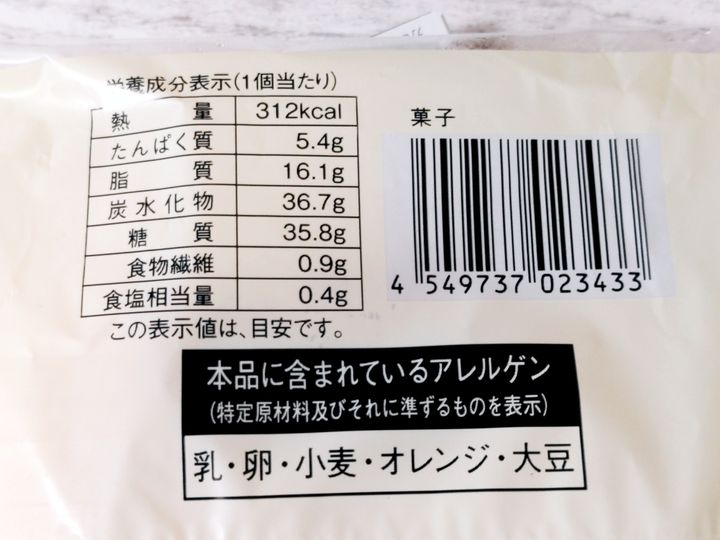 栄養成分表示(1個当たり)
熱量 312kcal
たんぱく質 5.4g
脂質 16.1g
炭水化物 36.7g
糖質 35.8g
食物繊維 0.9g
食塩相当量 0.4g
この表示値は、目安です。
菓子
4 549737 023433
本品に含まれているアレルゲン
(特定原材料及びそれに準ずるものを表示)
乳・卵・小麦・オレンジ・大豆